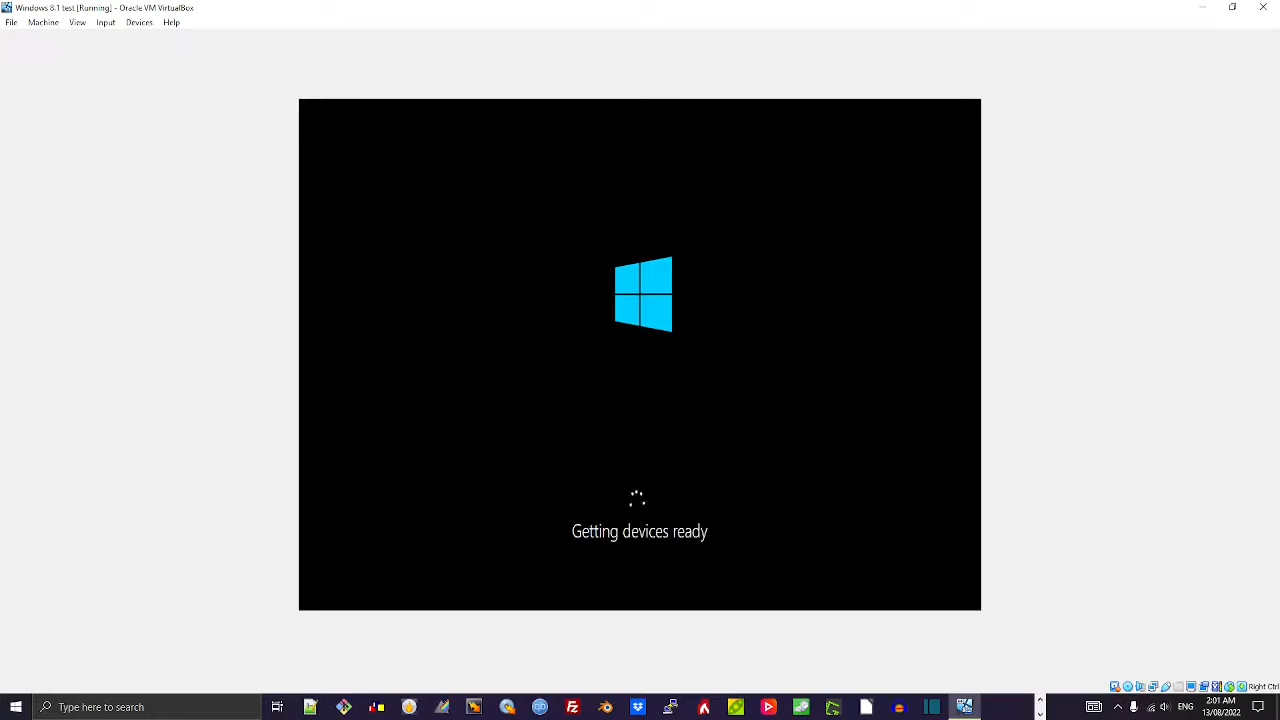 Windows 8.1 test [Running] - Oracle VM VirtualBox
File Machine View Input Devices Help
Getting devices ready
Right Ctrl
Type here to search
ENG
2:01 AM
13/08/2022